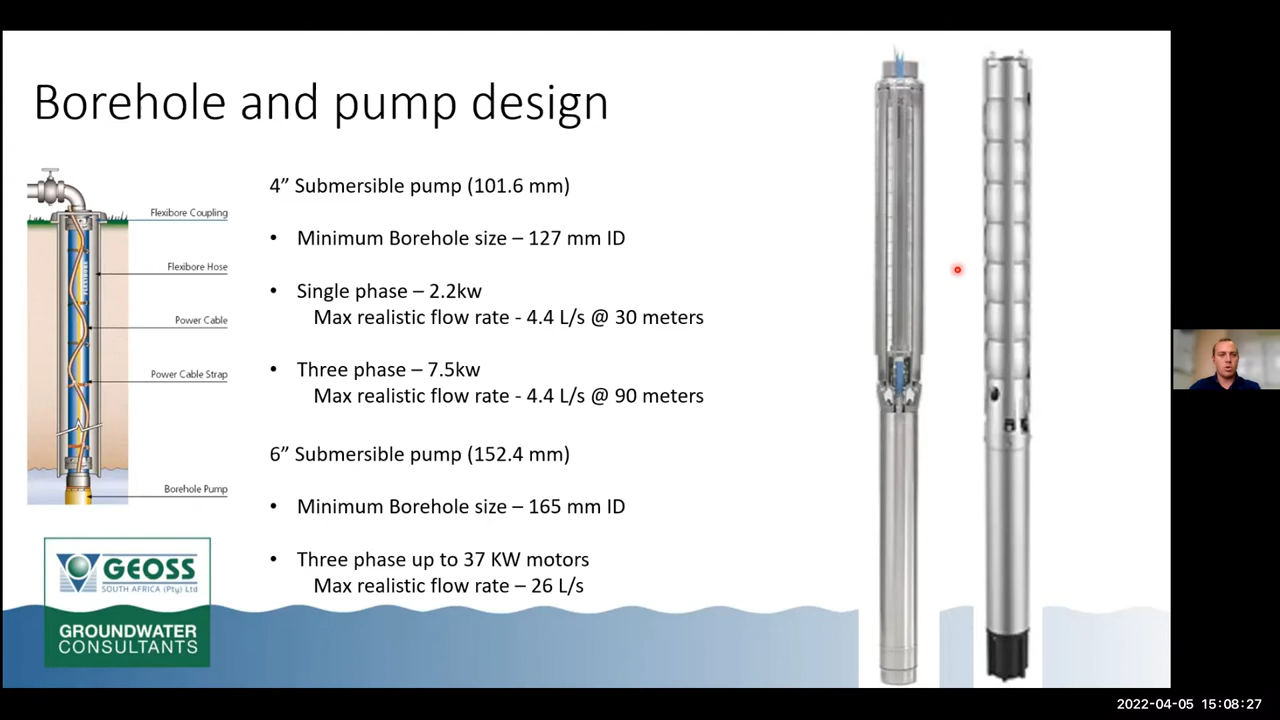 Borehole and pump design
Flexibore Coupling
Flexibore Hose
Power Cable
Power Cable Strap
Borehole Pump
4” Submersible pump (101.6 mm)
• Minimum Borehole size – 127 mm ID
• Single phase – 2.2kw
Max realistic flow rate - 4.4 L/s @ 30 meters
• Three phase – 7.5kw
Max realistic flow rate - 4.4 L/s @ 90 meters
6” Submersible pump (152.4 mm)
• Minimum Borehole size – 165 mm ID
• Three phase up to 37 KW motors
Max realistic flow rate – 26 L/s
GEOSS
SOUTH AFRICA (Pty) Ltd
GROUNDWATER
CONSULTANTS
2022-04-05 15:08:27